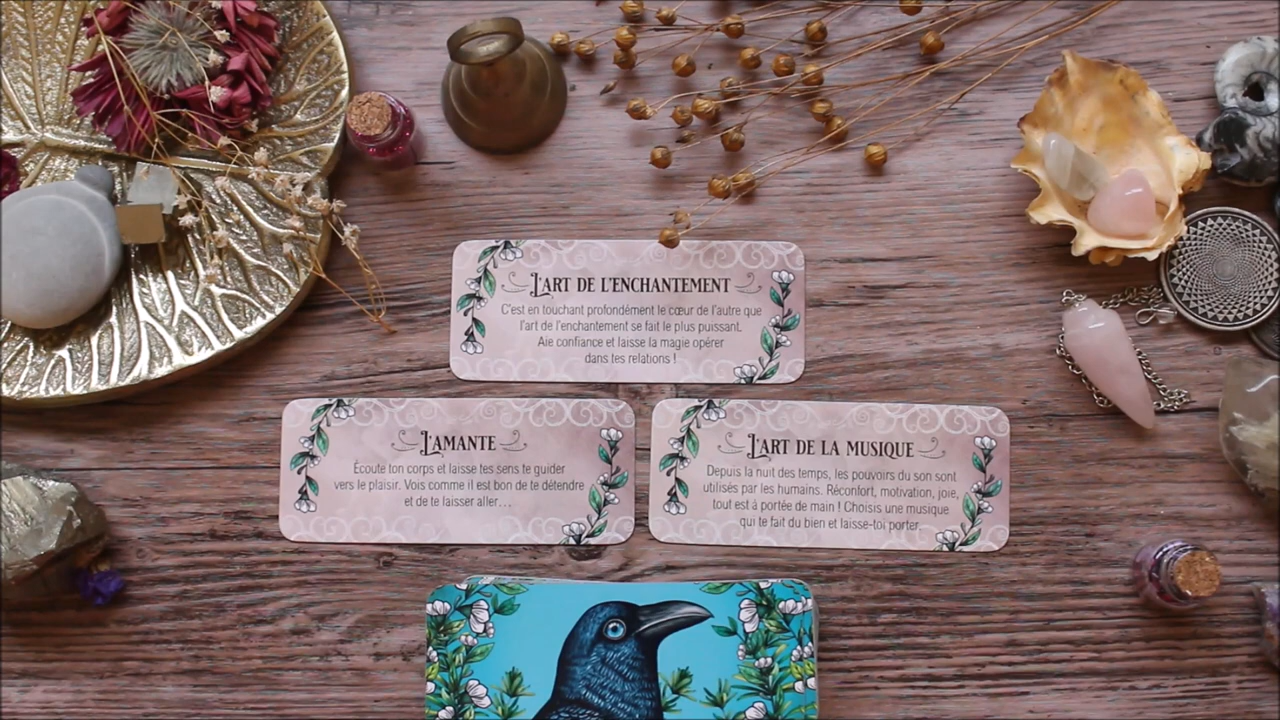 L'ART DE L'ENCHANTEMENT
C'est en touchant profondément le cœur de l'autre que
l'art de l'enchantement se fait le plus puissant.
Aie confiance et laisse la magie opérer
dans tes relations !
L'AMANTE
Écoute ton corps et laisse tes sens te guider
vers le plaisir. Vois comme il est bon de te détendre
et de te laisser aller...
L'ART DE LA MUSIQUE
Depuis la nuit des temps, les pouvoirs du son sont
utilisés par les humains. Réconfort, motivation, joie,
tout est à portée de main ! Choisis une musique
qui te fait du bien et laisse-toi porter.